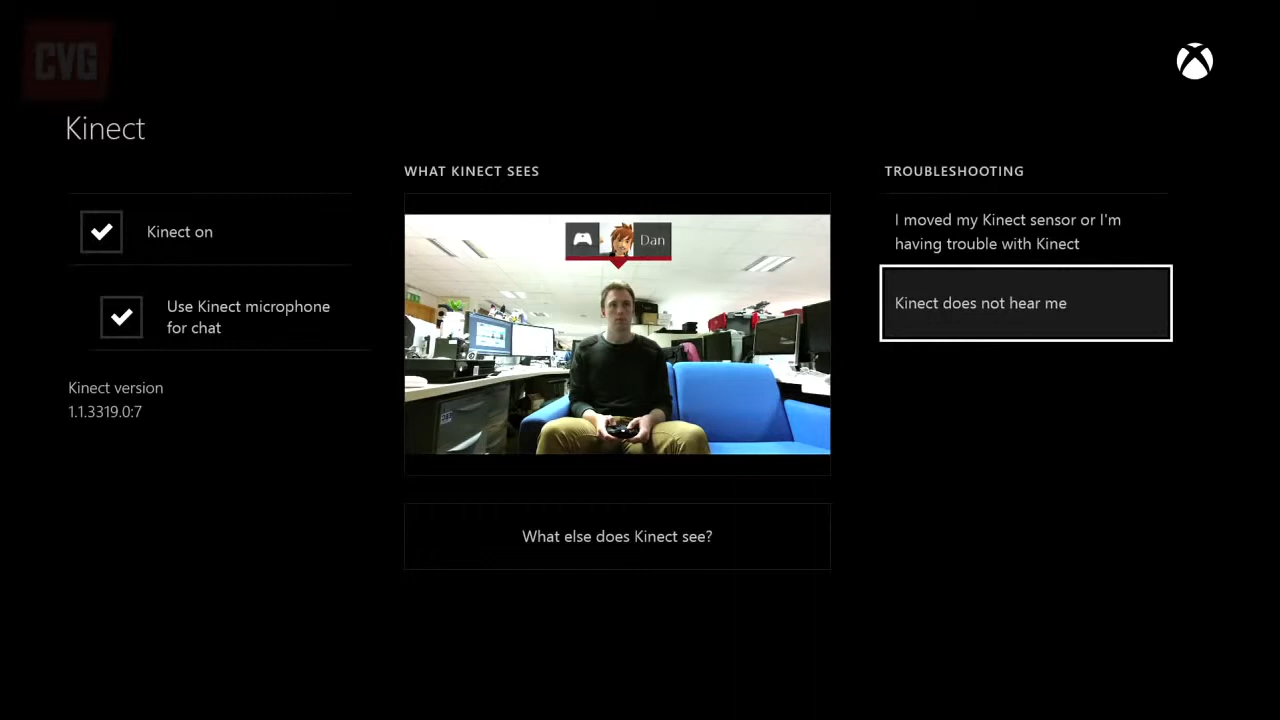 CVG
Kinect
WHAT KINECT SEES
TROUBLESHOOTING
Kinect on
Use Kinect microphone
for chat
Kinect version
1.1.3319.0:7
Dan
What else does Kinect see?
I moved my Kinect sensor or I'm
having trouble with Kinect
Kinect does not hear me